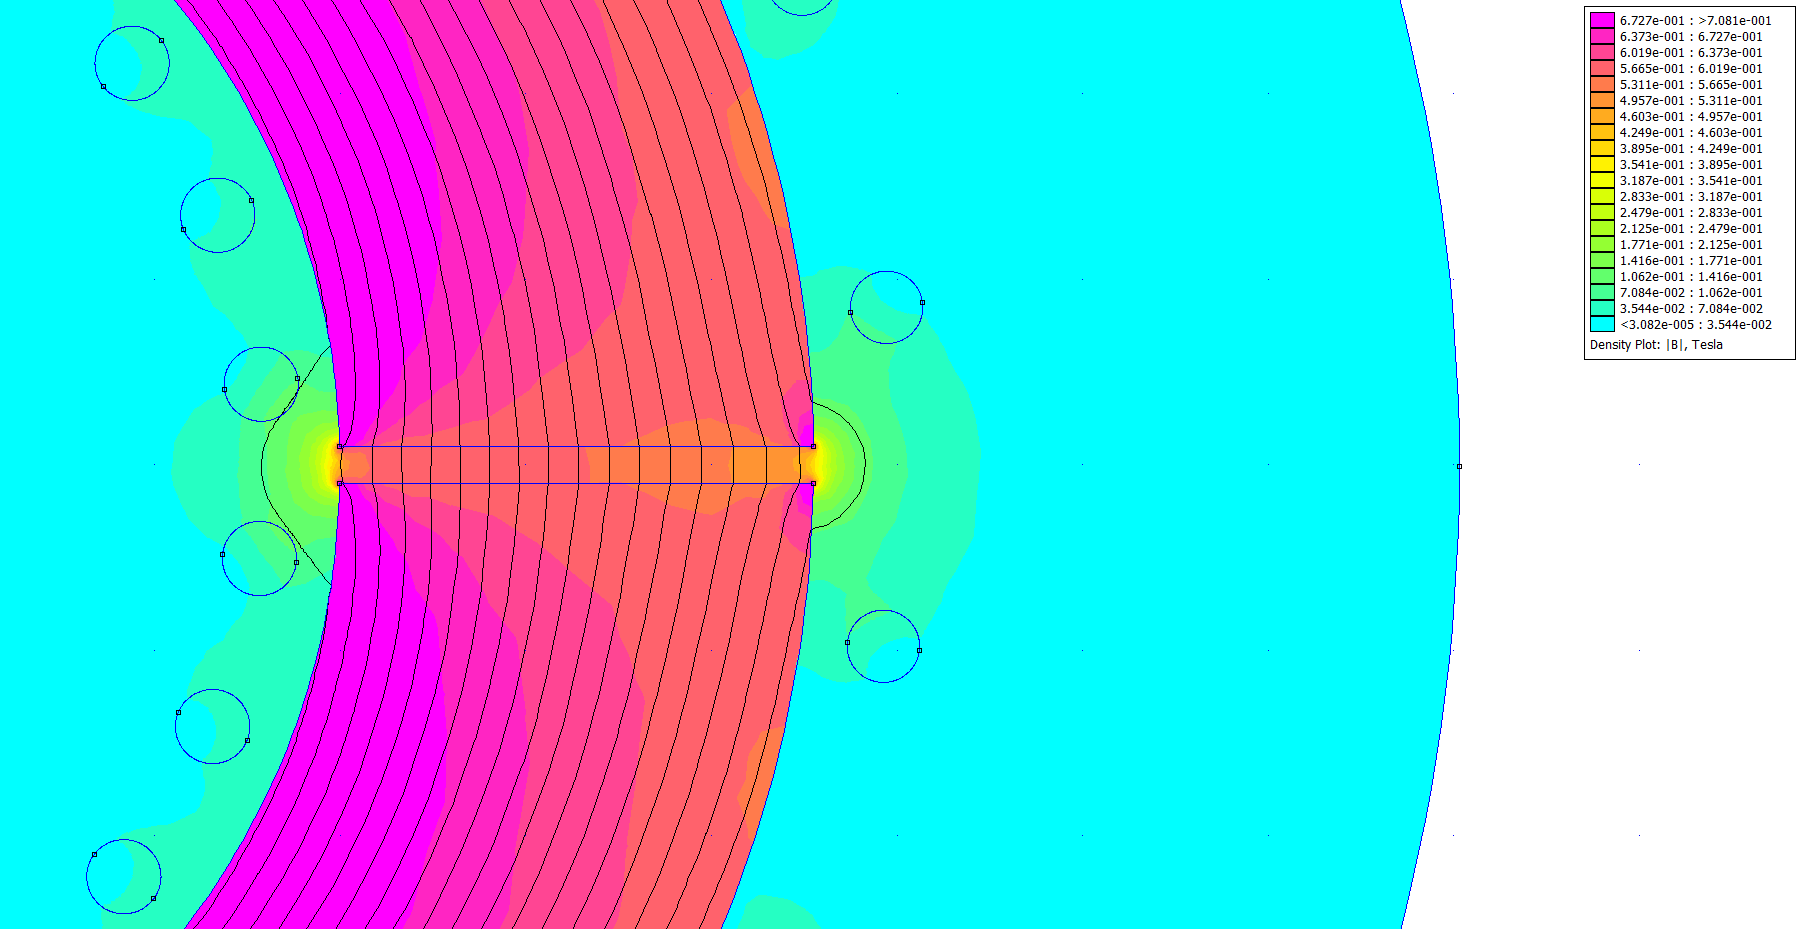 6.727e-001 : >7.081e-001
6.373e-001 : 6.727e-001
6.019e-001 : 6.373e-001
5.665e-001 : 6.019e-001
5.311e-001 : 5.665e-001
4.957e-001 : 5.311e-001
4.603e-001 : 4.957e-001
4.249e-001 : 4.603e-001
3.895e-001 : 4.249e-001
3.541e-001 : 3.895e-001
3.187e-001 : 3.541e-001
2.833e-001 : 3.187e-001
2.479e-001 : 2.833e-001
2.125e-001 : 2.479e-001
1.771e-001 : 2.125e-001
1.416e-001 : 1.771e-001
1.062e-001 : 1.416e-001
7.084e-002 : 1.062e-001
3.544e-002 : 7.084e-002
<3.082e-005 : 3.544e-002
Density Plot: |B|, Tesla